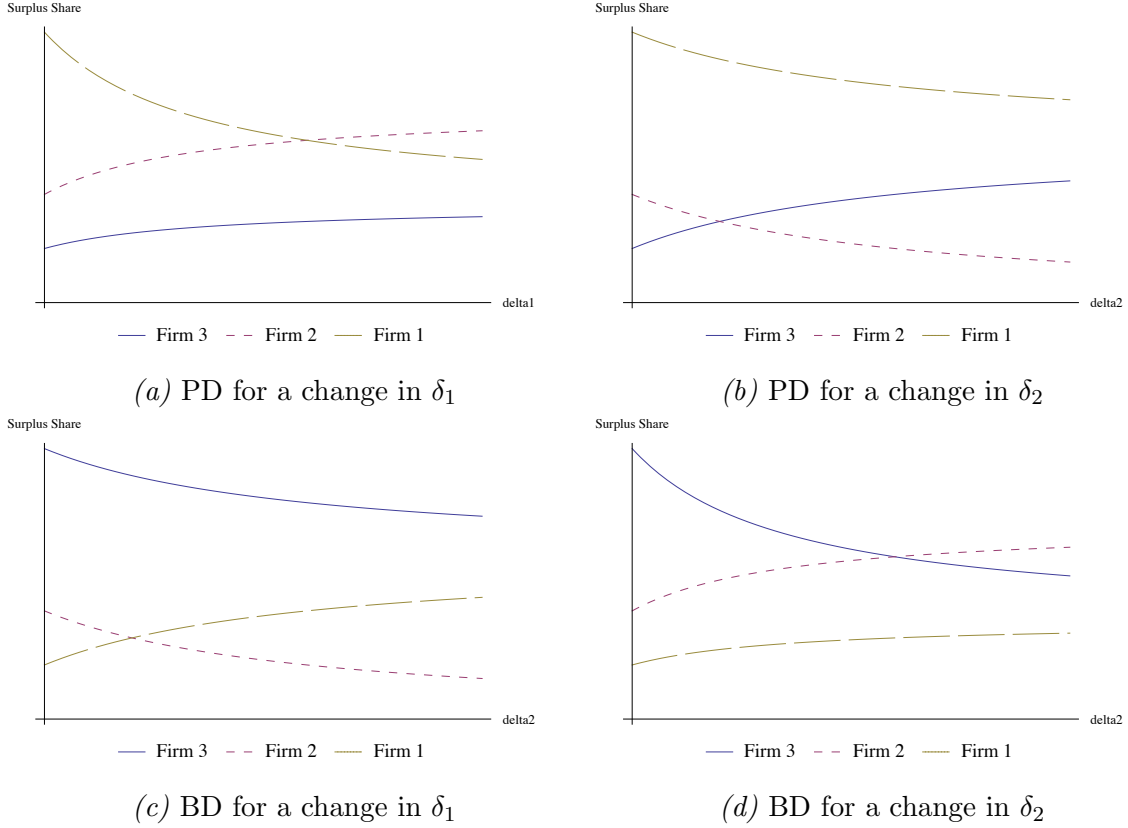 Surplus Share
Surplus Share
delta1
delta2
Firm 3 Firm 2 Firm 1
Firm 3 Firm 2 Firm 1
(a) PD for a change in δ₁
(b) PD for a change in δ₂
Surplus Share
Surplus Share
delta2
delta2
Firm 3 Firm 2 Firm 1
Firm 3 Firm 2 Firm 1
(c) BD for a change in δ₁
(d) BD for a change in δ₂